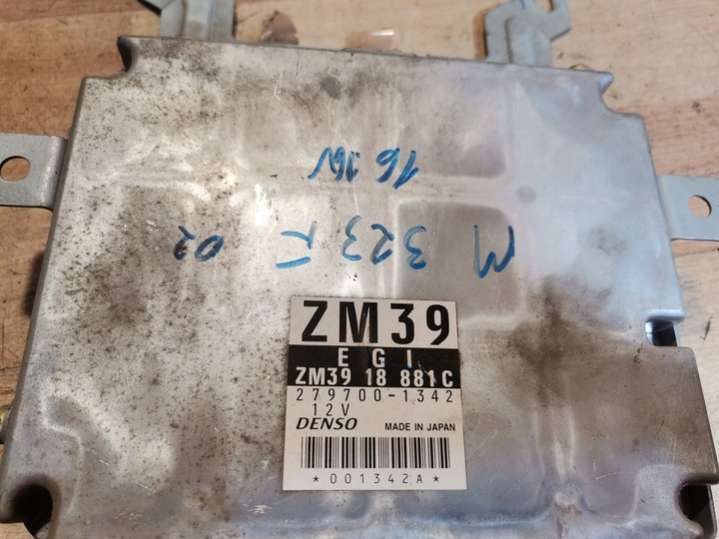 M 323 F 02
1.6 16V
ZM39
EGI
ZM39 18 881C
279700-1342
12V
DENSO MADE IN JAPAN
*001342A*